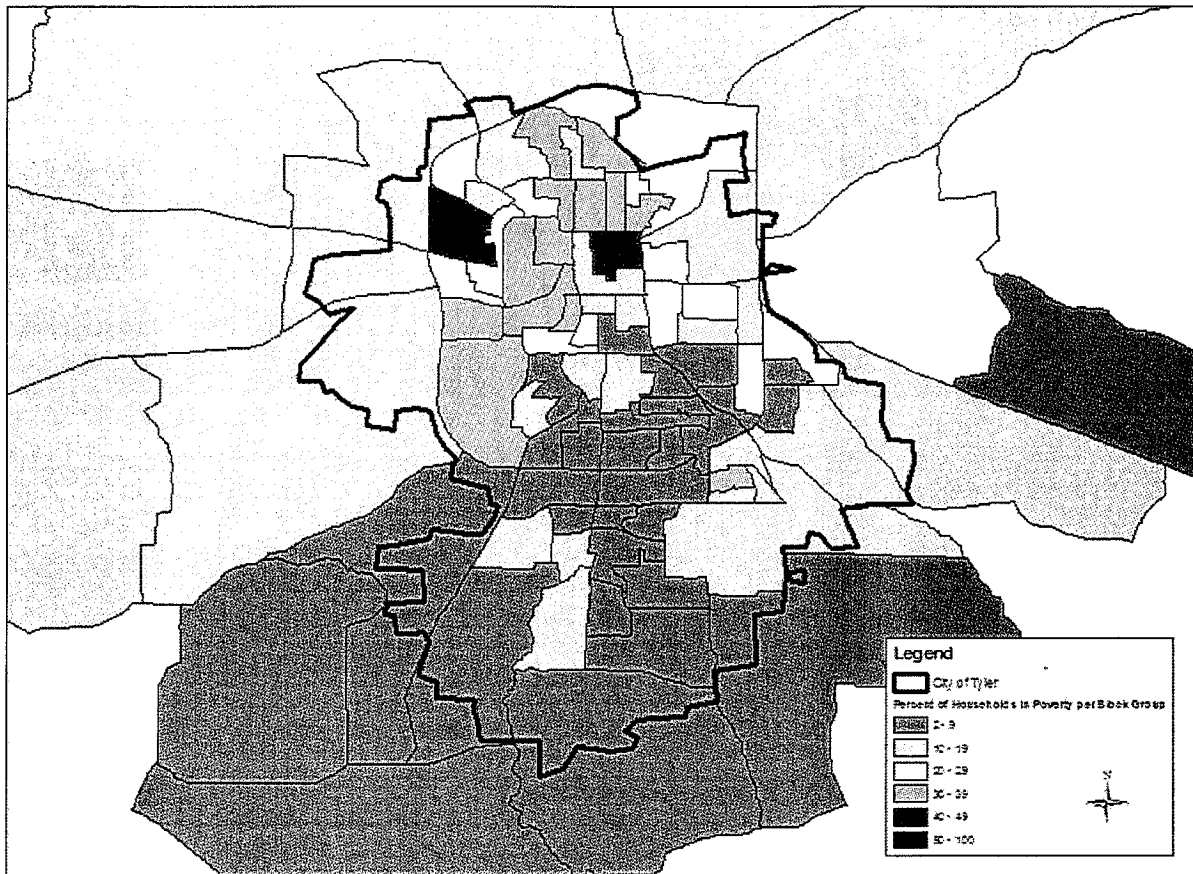 Legend
City of Tyler
Percent of Households in Poverty per Block Group
10 - 19
20 - 29
30 - 39
40 - 49
50 - 100
N